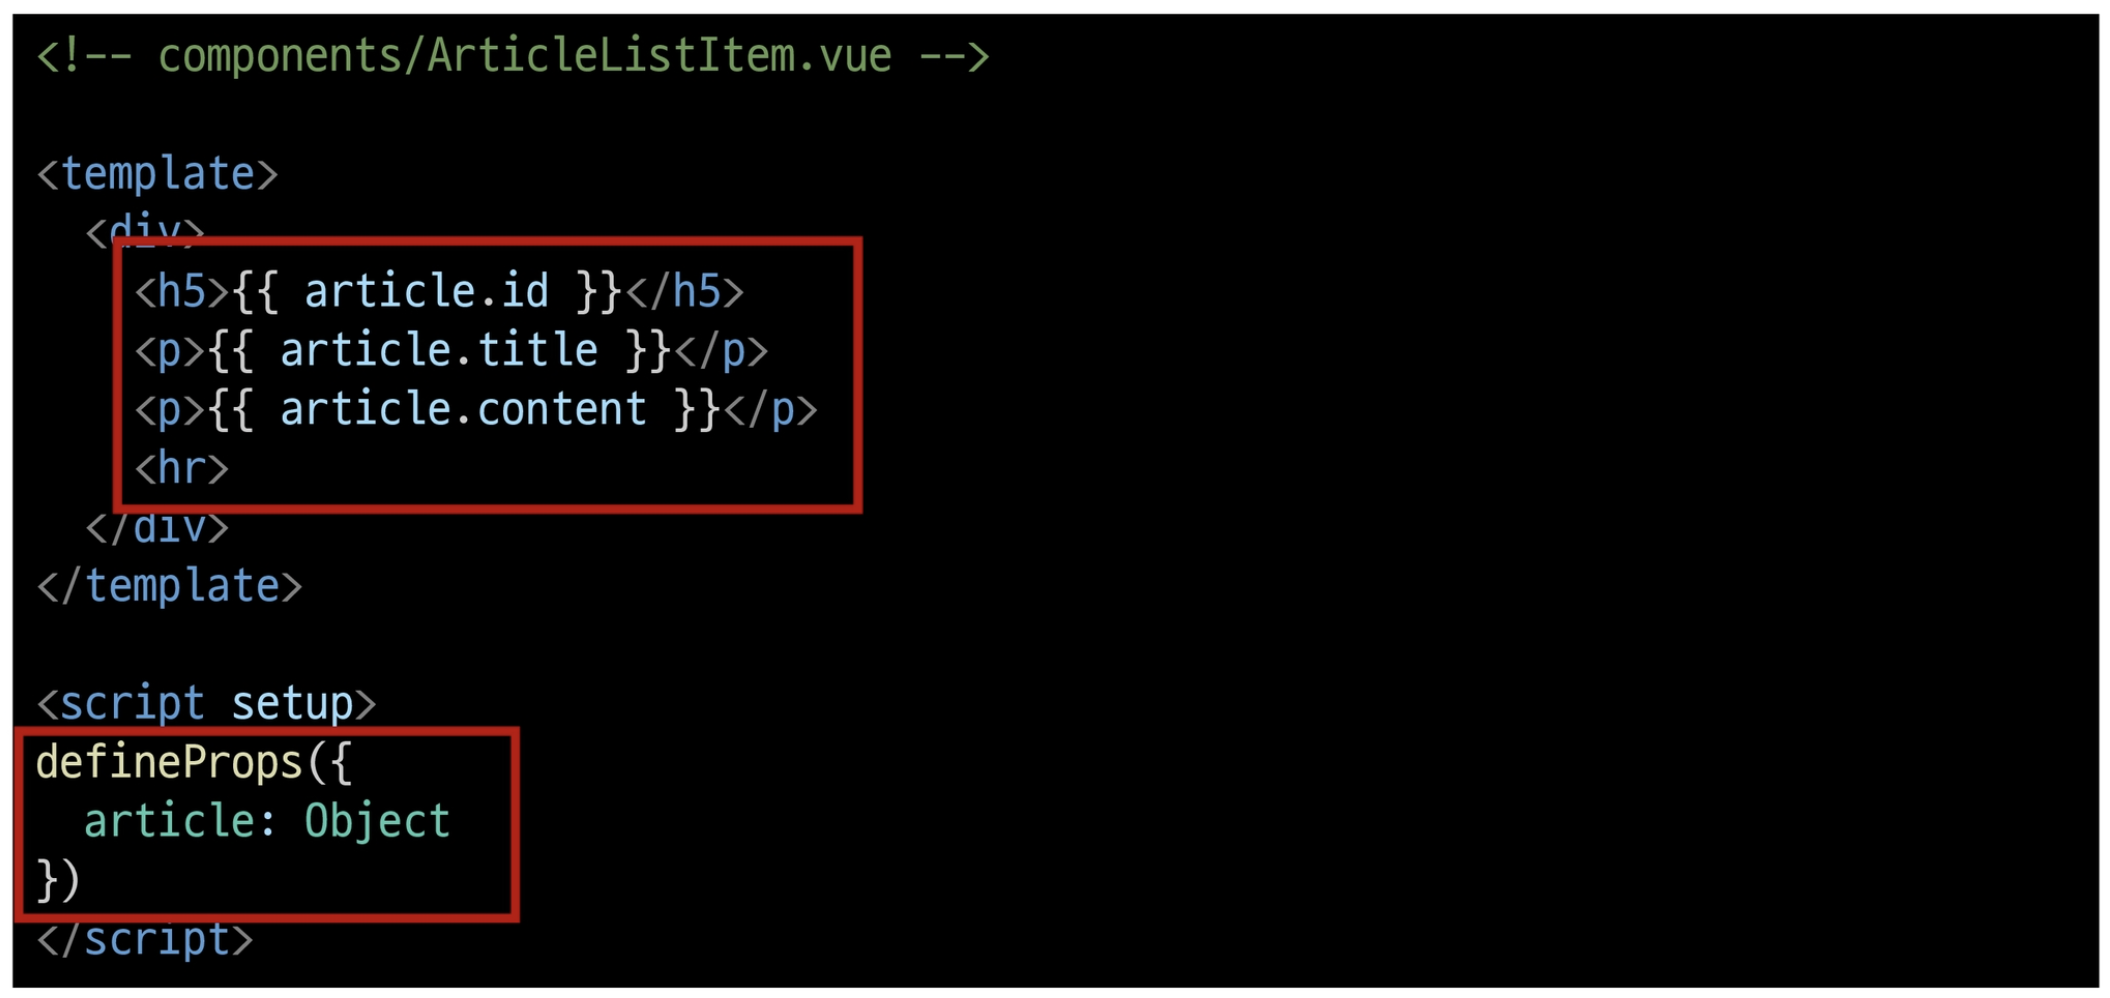 <!-- components/ArticleListItem.vue -->
<template>
<div>
<h5>{{ article.id }}</h5>
<p>{{ article.title }}</p>
<p>{{ article.content }}</p>
<hr>
</div>
</template>
<script setup>
defineProps({
article: Object
})
</script>